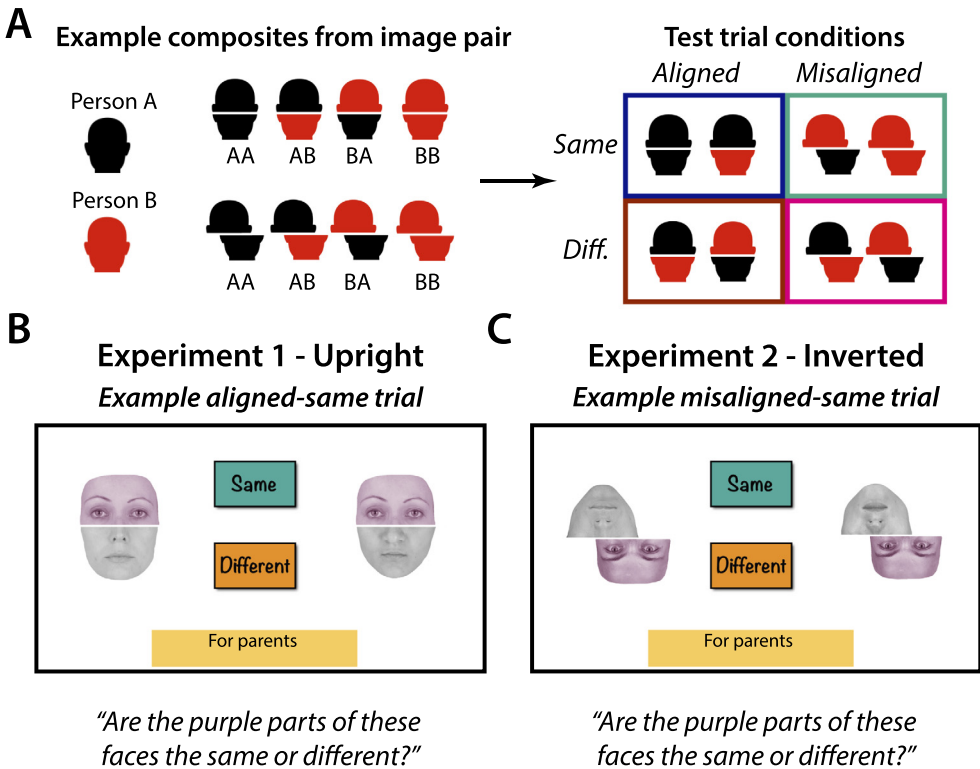 A
Example composites from image pair
Test trial conditions
Aligned Misaligned
Person A
AA AB BA BB
Same
Person B
Diff.
AA AB BA BB
B
Experiment 1 - Upright
Example aligned-same trial
Same
Different
For parents
“Are the purple parts of these
faces the same or different?”
C
Experiment 2 - Inverted
Example misaligned-same trial
Same
Different
For parents
“Are the purple parts of these
faces the same or different?”